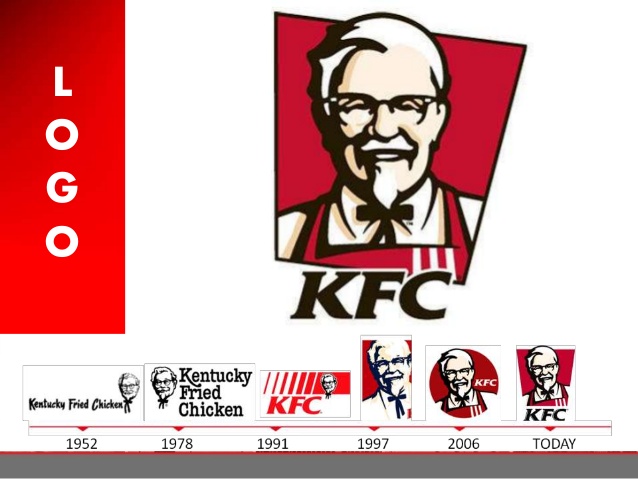 L
O
G
O
KFC
Kentucky Fried Chicken
Kentucky
Fried
Chicken
KFC
KFC
KFC
1952 1978 1991 1997 2006 TODAY